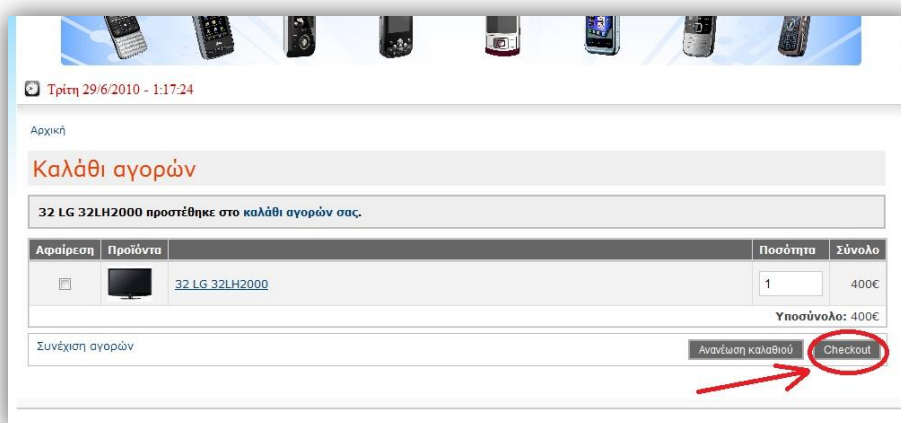 Τρίτη 29/6/2010 - 1:17:24
Αρχική
Καλάθι αγορών
32 LG 32LH2000 προστέθηκε στο καλάθι αγορών σας.
Αφαίρεση Προϊόντα Ποσότητα Σύνολο
32 LG 32LH2000 1 400€
Υποσύνολο: 400€
Συνέχιση αγορών Ανανέωση καλαθιού Checkout